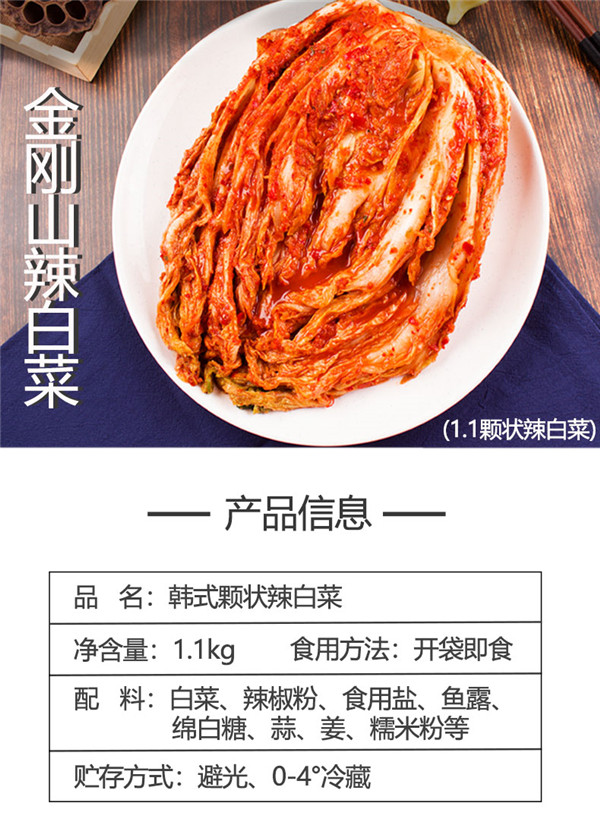 金刚山辣白菜
(1.1颗状辣白菜)
产品信息
品 名：韩式颗状辣白菜
净含量：1.1kg 食用方法：开袋即食
配 料：白菜、辣椒粉、食用盐、鱼露、
绵白糖、蒜、姜、糯米粉等
贮存方式：避光、0-4°冷藏